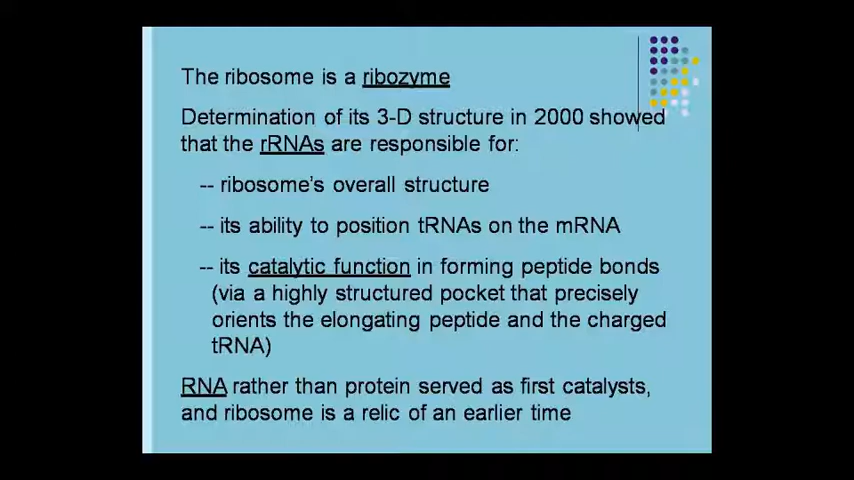 The ribosome is a ribozyme
Determination of its 3-D structure in 2000 showed
that the rRNAs are responsible for:
-- ribosome's overall structure
-- its ability to position tRNAs on the mRNA
-- its catalytic function in forming peptide bonds
(via a highly structured pocket that precisely
orients the elongating peptide and the charged
tRNA)
RNA rather than protein served as first catalysts,
and ribosome is a relic of an earlier time